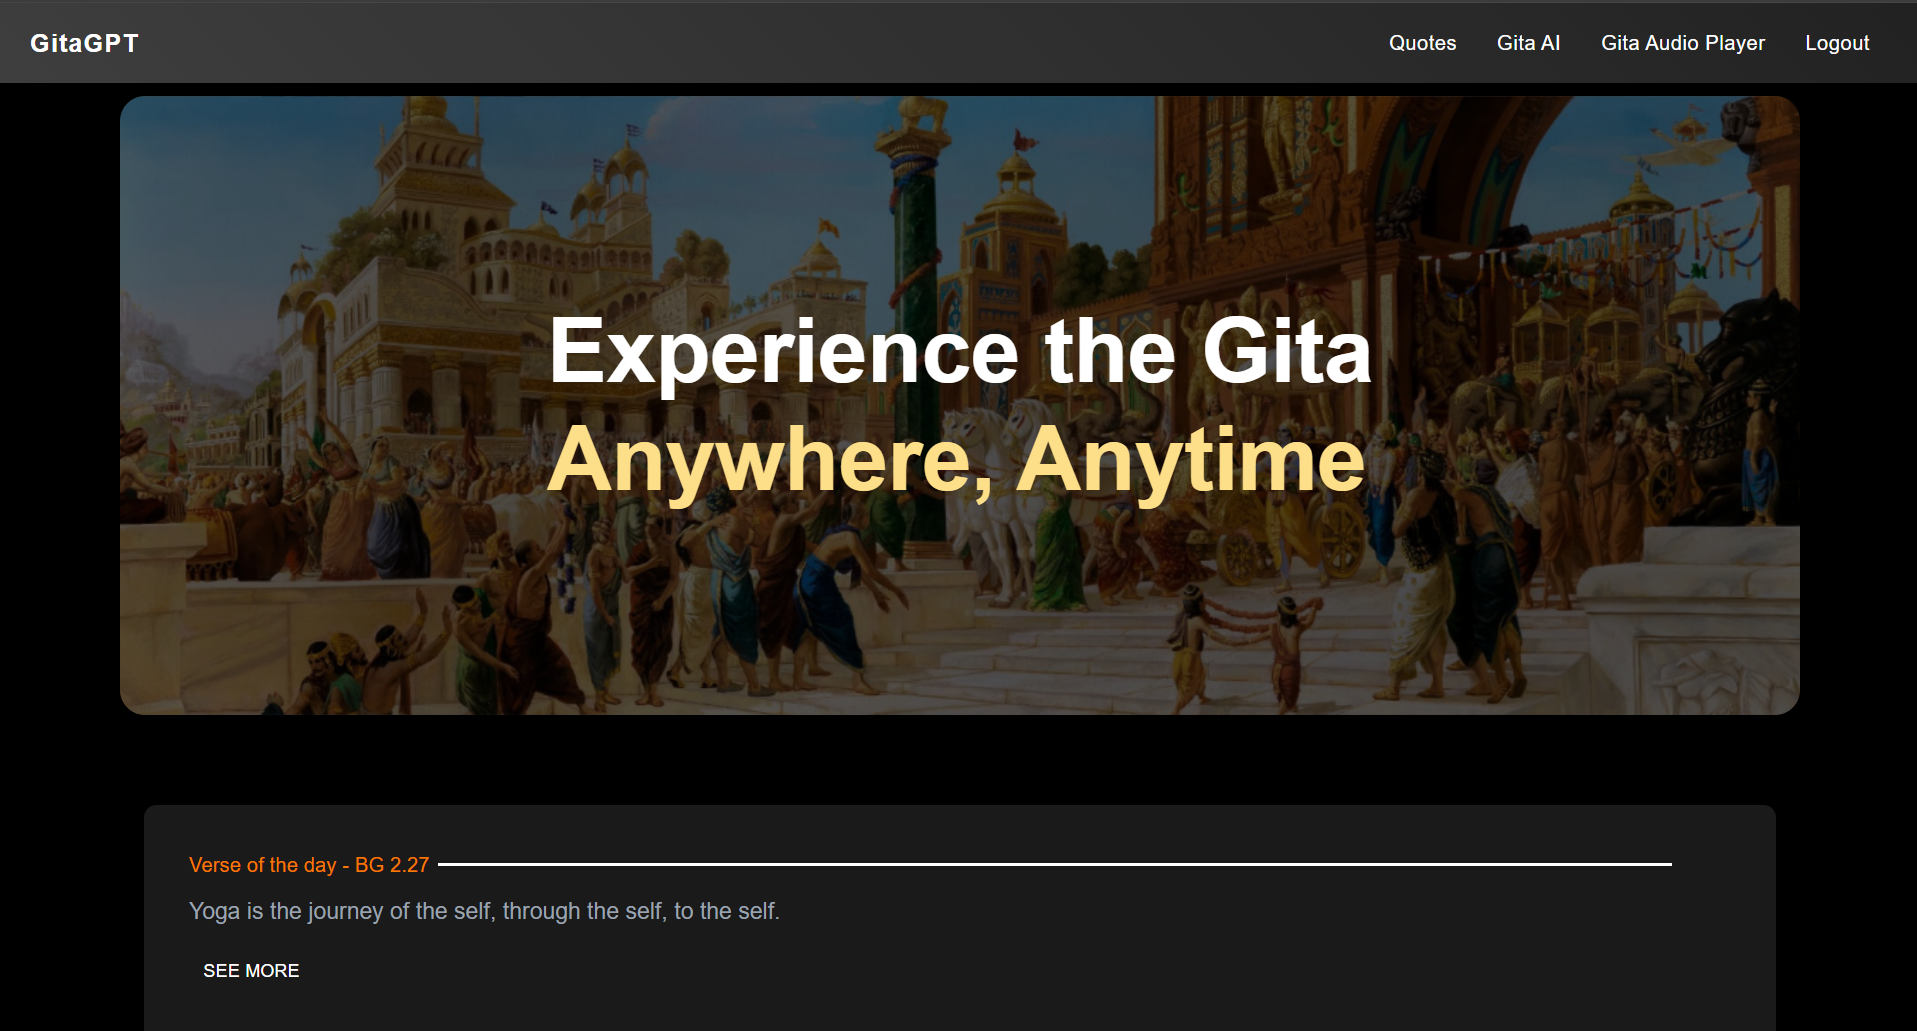 GitaGPT
Quotes
Gita AI
Gita Audio Player
Logout
Experience the Gita
Anywhere, Anytime
Verse of the day - BG 2.27
Yoga is the journey of the self, through the self, to the self.
SEE MORE